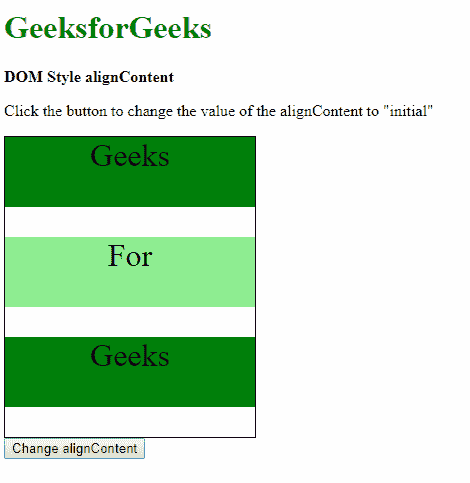 GeeksforGeeks
DOM Style alignContent
Click the button to change the value of the alignContent to "initial"
Geeks
For
Geeks
Change alignContent